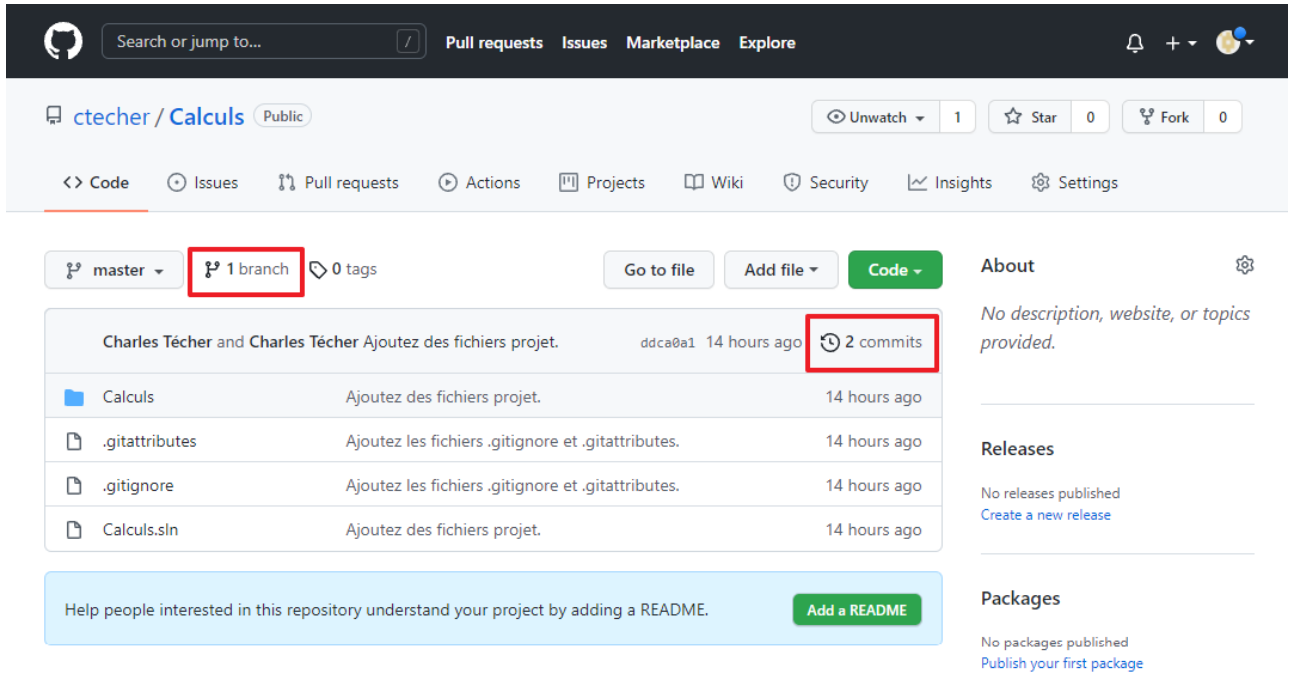 Search or jump to... / Pull requests Issues Marketplace Explore
ctecher / Calculs Public Unwatch 1 Star 0 Fork 0
Code Issues Pull requests Actions Projects Wiki Security Insights Settings
master 1 branch 0 tags Go to file Add file Code
Charles Técher and Charles Técher Ajoutez des fichiers projet. ddca0a1 14 hours ago 2 commits
Calculs Ajoutez des fichiers projet. 14 hours ago
.gitattributes Ajoutez les fichiers .gitignore et .gitattributes. 14 hours ago
.gitignore Ajoutez les fichiers .gitignore et .gitattributes. 14 hours ago
Calculs.sln Ajoutez des fichiers projet. 14 hours ago
Help people interested in this repository understand your project by adding a README. Add a README
About
No description, website, or topics
provided.
Releases
No releases published
Create a new release
Packages
No packages published
Publish your first package